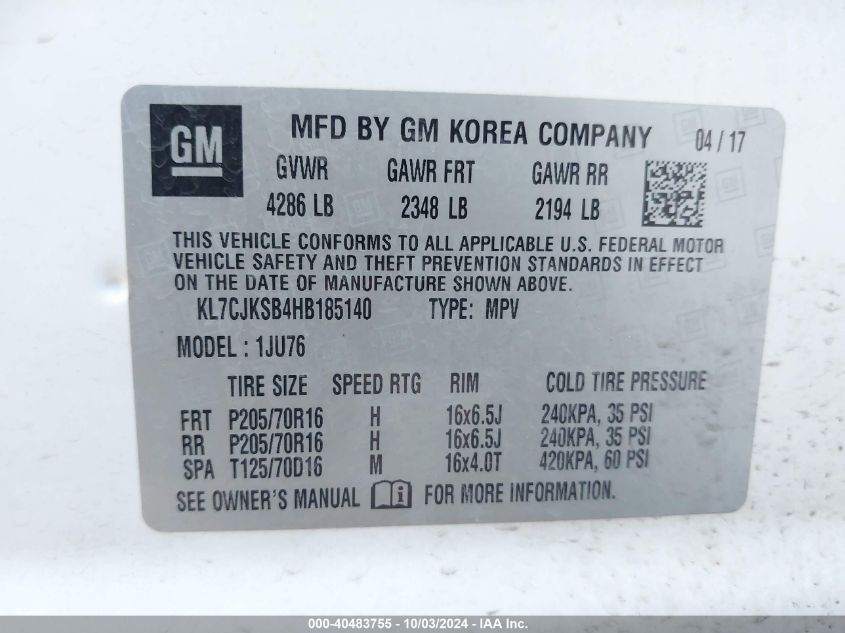 GM
MFD BY GM KOREA COMPANY 04 / 17
GVWR GAWR FRT GAWR RR
4286 LB 2348 LB 2194 LB
THIS VEHICLE CONFORMS TO ALL APPLICABLE U.S. FEDERAL MOTOR
VEHICLE SAFETY AND THEFT PREVENTION STANDARDS IN EFFECT
ON THE DATE OF MANUFACTURE SHOWN ABOVE.
KL7CJKSB4HB185140 TYPE: MPV
MODEL : 1JU76
TIRE SIZE SPEED RTG RIM COLD TIRE PRESSURE
FRT P205/70R16 H 16x6.5J 240KPA, 35 PSI
RR P205/70R16 H 16x6.5J 240KPA, 35 PSI
SPA T125/70D16 M 16x4.0T 420KPA, 60 PSI
SEE OWNER'S MANUAL i FOR MORE INFORMATION.
000-40483755 - 10/03/2024 - IAA Inc.